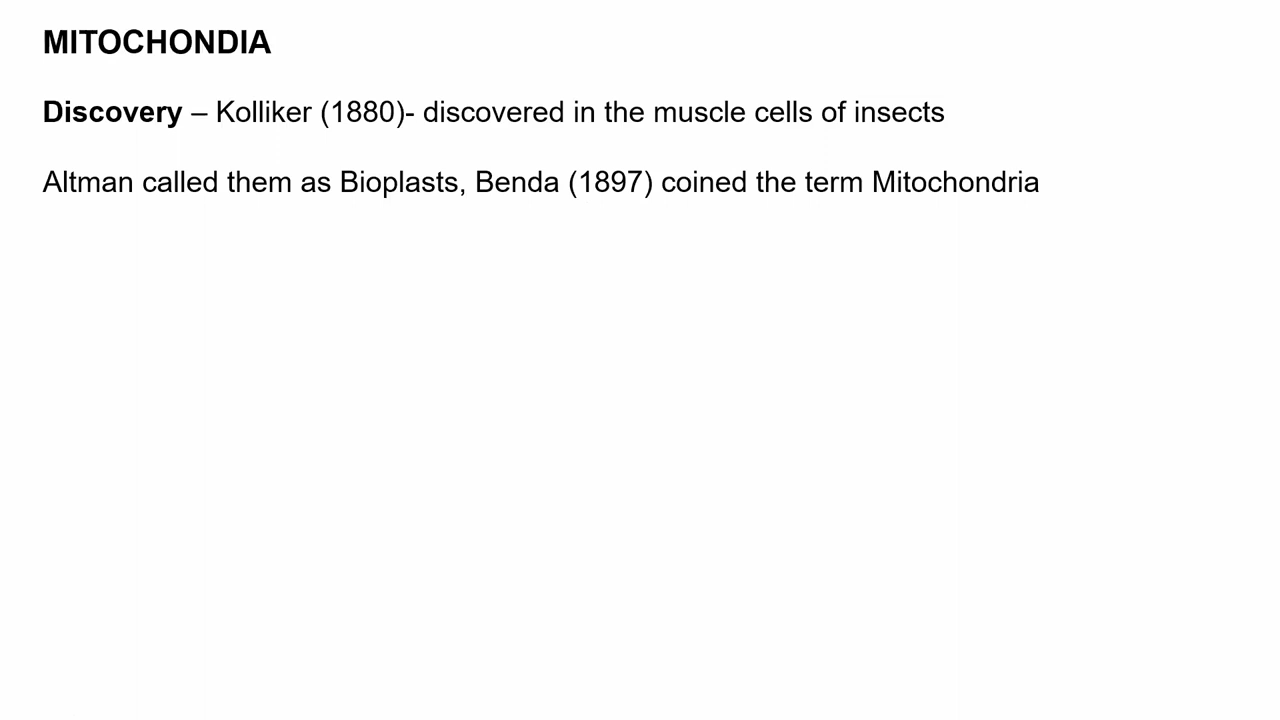 MITOCHONDIA
Discovery – Kolliker (1880)- discovered in the muscle cells of insects
Altman called them as Bioplasts, Benda (1897) coined the term Mitochondria